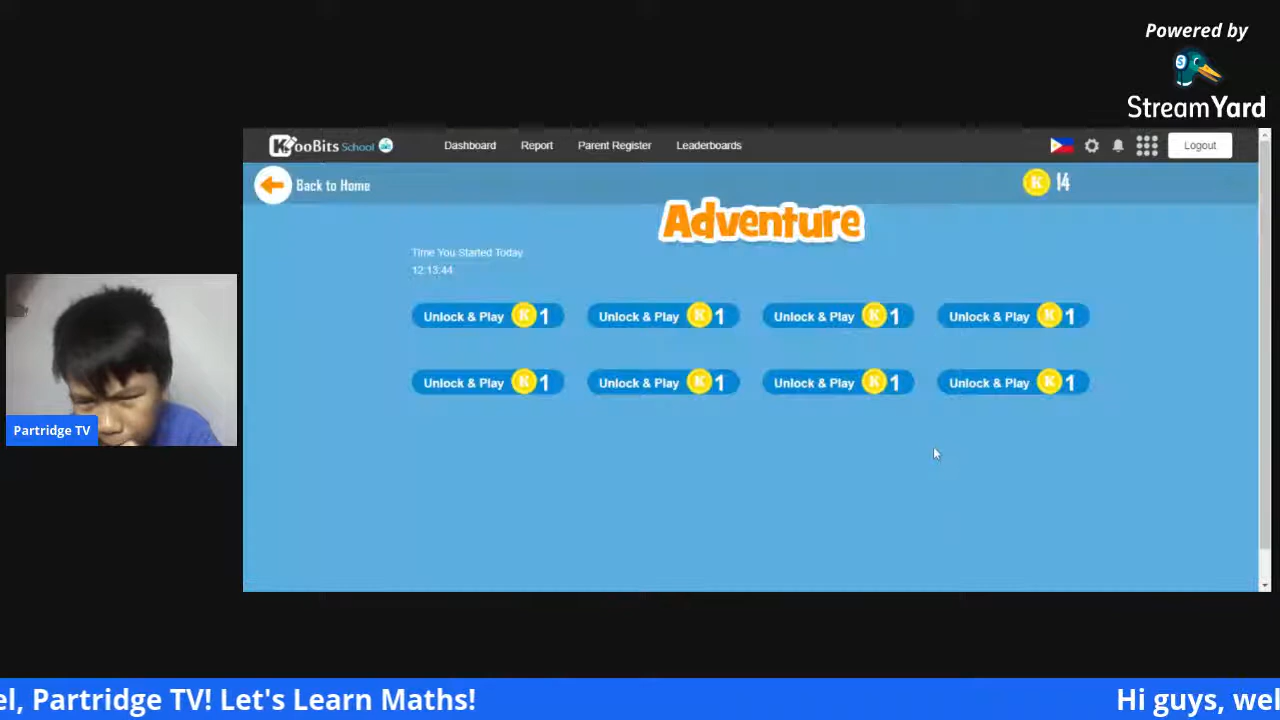 Powered by
StreamYard
KooBits School
Dashboard
Report
Parent Register
Leaderboards
Logout
Back to Home
K 14
Adventure
Time You Started Today
12:13:44
Unlock & Play K 1
Unlock & Play K 1
Unlock & Play K 1
Unlock & Play K 1
Unlock & Play K 1
Unlock & Play K 1
Unlock & Play K 1
Unlock & Play K 1
Partridge TV
el, Partridge TV! Let's Learn Maths!
Hi guys, wel